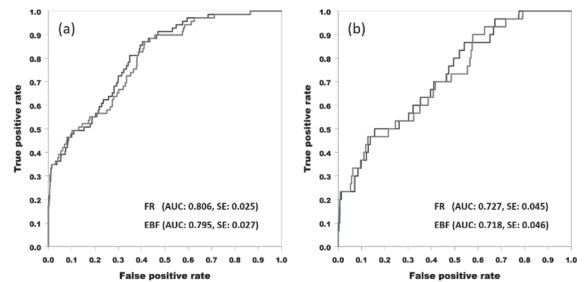 (a)
True positive rate
1.0
0.9
0.8
0.7
0.6
0.5
0.4
0.3
0.2
0.1
0.0
FR (AUC: 0.806, SE: 0.025)
EBF (AUC: 0.795, SE: 0.027)
0.0 0.1 0.2 0.3 0.4 0.5 0.6 0.7 0.8 0.9 1.0
False positive rate
(b)
True positive rate
1.0
0.9
0.8
0.7
0.6
0.5
0.4
0.3
0.2
0.1
0.0
FR (AUC: 0.727, SE: 0.045)
EBF (AUC: 0.718, SE: 0.046)
0.0 0.1 0.2 0.3 0.4 0.5 0.6 0.7 0.8 0.9 1.0
False positive rate